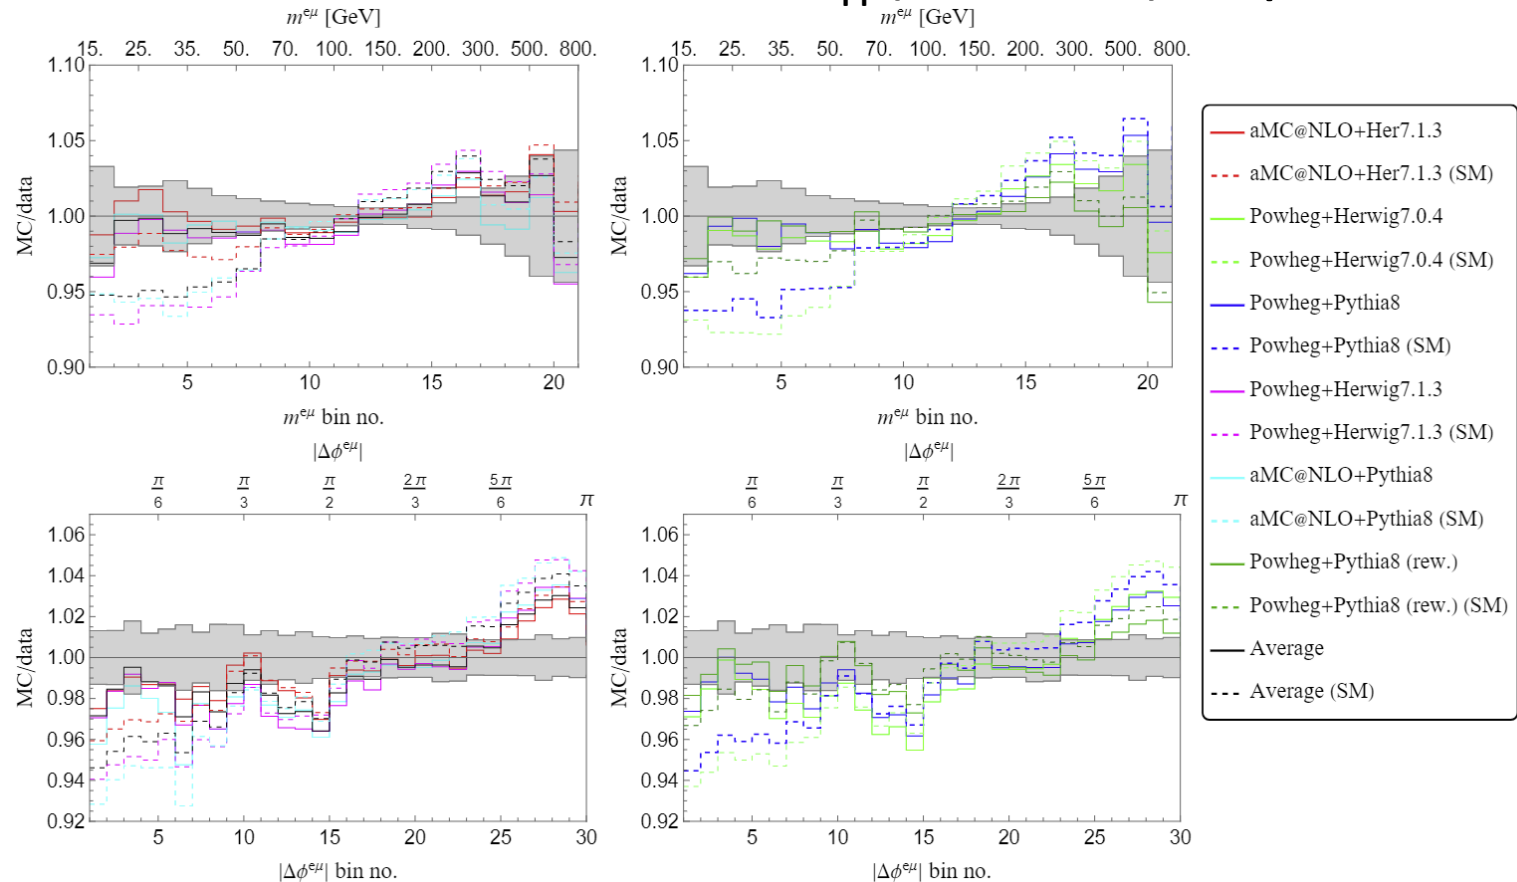 m^{eμ} [GeV]
15. 25. 35. 50. 70. 100. 150. 200. 300. 500. 800.
1.10
1.05
1.00
0.95
0.90
MC/data
5 10 15 20
m^{eμ} bin no.
m^{eμ} [GeV]
15. 25. 35. 50. 70. 100. 150. 200. 300. 500. 800.
1.10
1.05
1.00
0.95
0.90
MC/data
5 10 15 20
m^{eμ} bin no.
|Δϕ^{eμ}|
π/6 π/3 π/2 2π/3 5π/6 π
1.06
1.04
1.02
1.00
0.98
0.96
0.94
0.92
MC/data
5 10 15 20 25 30
|Δϕ^{eμ}| bin no.
|Δϕ^{eμ}|
π/6 π/3 π/2 2π/3 5π/6 π
1.06
1.04
1.02
1.00
0.98
0.96
0.94
0.92
MC/data
5 10 15 20 25 30
|Δϕ^{eμ}| bin no.
aMC@NLO+Her7.1.3
aMC@NLO+Her7.1.3 (SM)
Powheg+Herwig7.0.4
Powheg+Herwig7.0.4 (SM)
Powheg+Pythia8
Powheg+Pythia8 (SM)
Powheg+Herwig7.1.3
Powheg+Herwig7.1.3 (SM)
aMC@NLO+Pythia8
aMC@NLO+Pythia8 (SM)
Powheg+Pythia8 (rew.)
Powheg+Pythia8 (rew.) (SM)
Average
Average (SM)